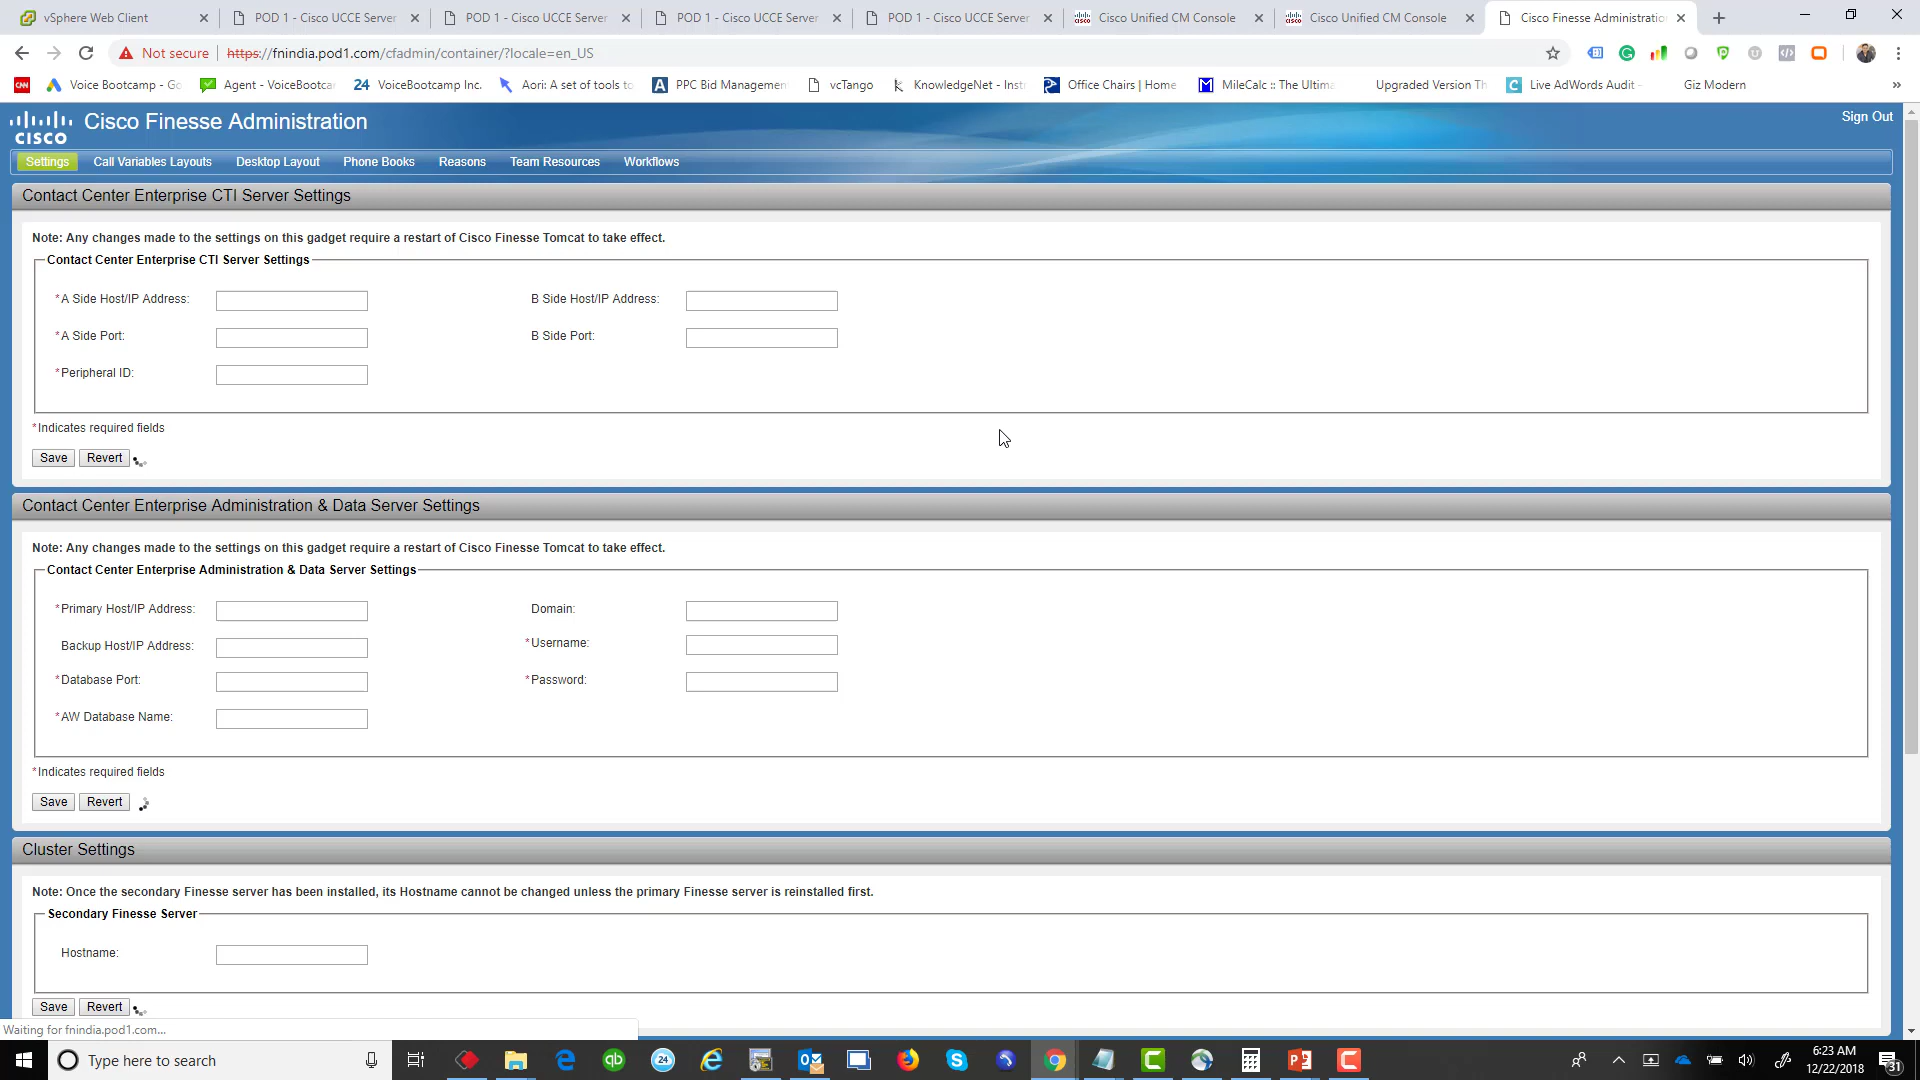 vSphere Web Client
POD 1 - Cisco UCCE Server
POD 1 - Cisco UCCE Server
POD 1 - Cisco UCCE Server
POD 1 - Cisco UCCE Server
Cisco Unified CM Console
Cisco Unified CM Console
Cisco Finesse Administratio
Not secure
https://fnindia.pod1.com/cfadmin/container/?locale=en_US
CNN
Voice Bootcamp - Go
Agent - VoiceBootcar
24
VoiceBootcamp Inc.
Aori: A set of tools to
PPC Bid Managemen
vcTango
KnowledgeNet - Instr
Office Chairs | Home
MileCalc :: The Ultima
Upgraded Version Th
Live AdWords Audit -
Giz Modern
CISCO
Cisco Finesse Administration
Sign Out
Settings
Call Variables Layouts
Desktop Layout
Phone Books
Reasons
Team Resources
Workflows
Contact Center Enterprise CTI Server Settings
Note: Any changes made to the settings on this gadget require a restart of Cisco Finesse Tomcat to take effect.
Contact Center Enterprise CTI Server Settings
*A Side Host/IP Address:
B Side Host/IP Address:
*A Side Port:
B Side Port:
*Peripheral ID:
*Indicates required fields
Save
Revert
Contact Center Enterprise Administration & Data Server Settings
Note: Any changes made to the settings on this gadget require a restart of Cisco Finesse Tomcat to take effect.
Contact Center Enterprise Administration & Data Server Settings
*Primary Host/IP Address:
Domain:
Backup Host/IP Address:
*Username:
*Database Port:
*Password:
*AW Database Name:
*Indicates required fields
Save
Revert
Cluster Settings
Note: Once the secondary Finesse server has been installed, its Hostname cannot be changed unless the primary Finesse server is reinstalled first.
Secondary Finesse Server
Hostname:
Save
Revert
Waiting for fnindia.pod1.com...
Type here to search
6:23 AM
12/22/2018
31